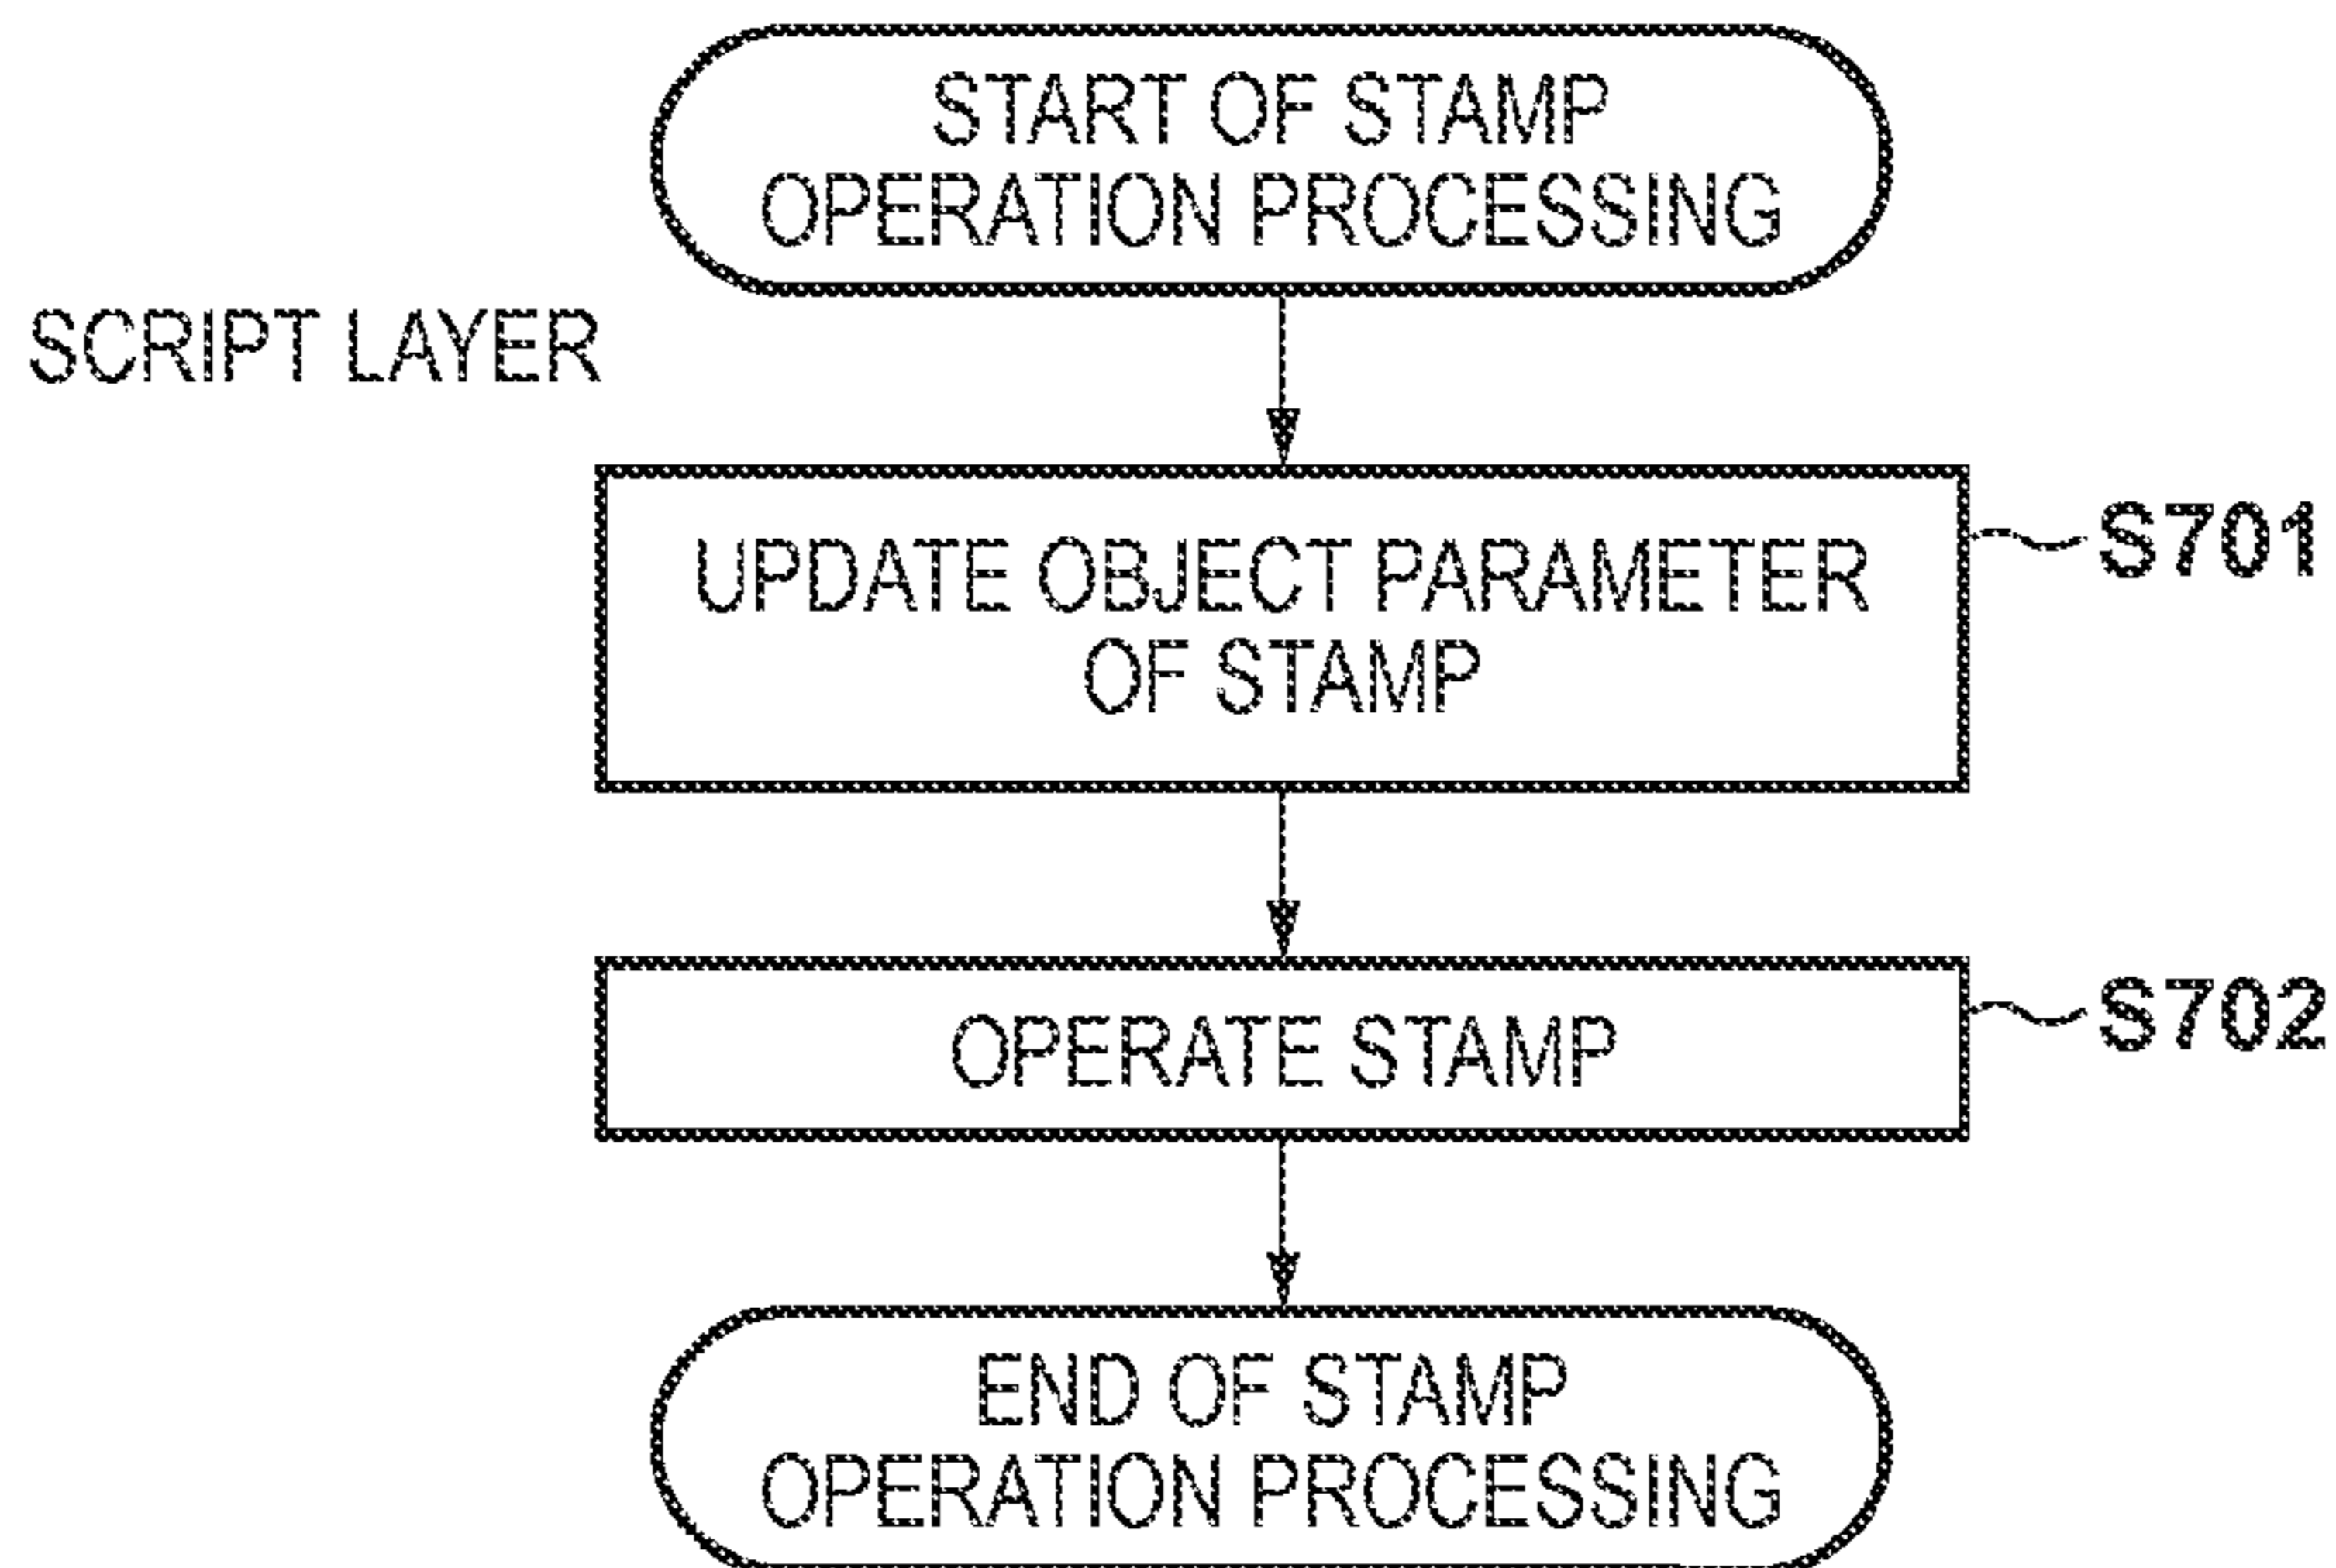 START OF STAMP
OPERATION PROCESSING
SCRIPT LAYER
UPDATE OBJECT PARAMETER
OF STAMP
S701
OPERATE STAMP
S702
END OF STAMP
OPERATION PROCESSING